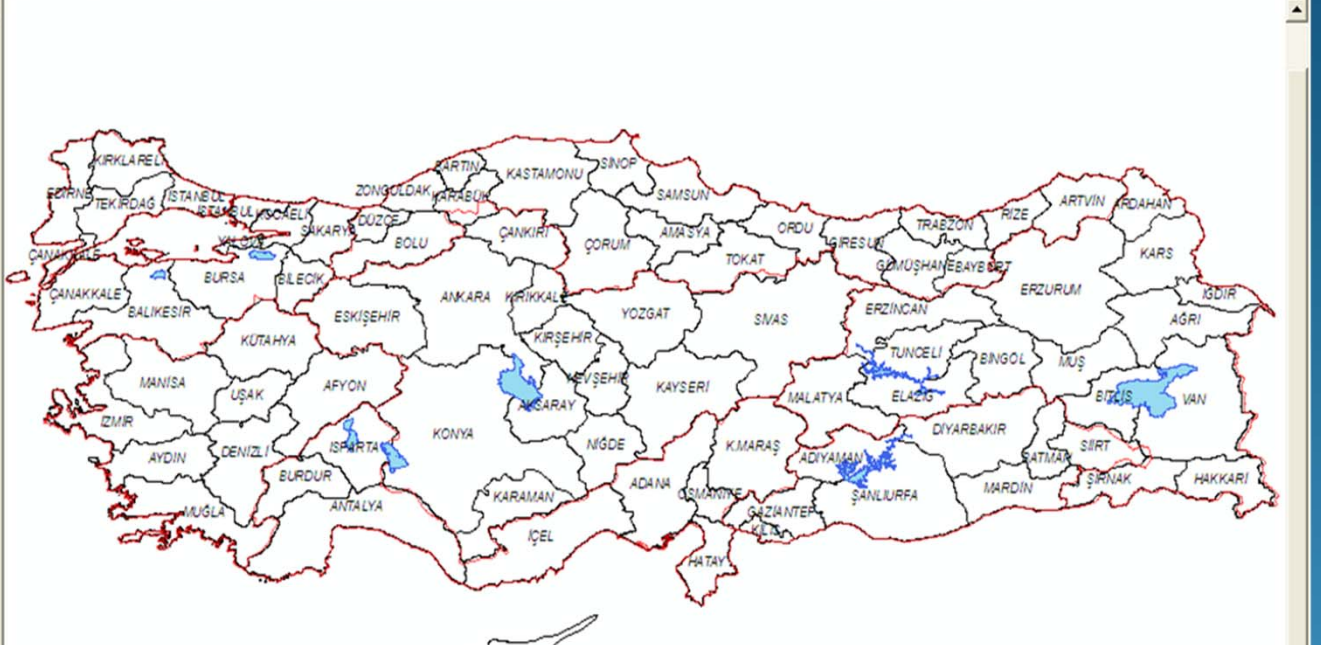 KIRKLARELİ
EDİRNE
TEKİRDAĞ
İSTANBUL
İSTANBUL
KOCAELİ
YALOVA
SAKARYA
DÜZCE
ZONGULDAK
BARTIN
KARABÜK
KASTAMONU
SİNOP
SAMSUN
BOLU
ÇANKIRI
ÇORUM
AMASYA
TOKAT
ORDU
GİRESUN
TRABZON
GÜMÜŞHANE
BAYBURT
RİZE
ARTVİN
ARDAHAN
KARS
IĞDIR
AĞRI
ERZURUM
ERZİNCAN
ÇANAKKALE
ÇANAKKALE
BALIKESİR
BURSA
BİLECİK
ESKİŞEHİR
KÜTAHYA
ANKARA
KIRIKKALE
KIRŞEHİR
YOZGAT
SİVAS
TUNCELİ
BİNGÖL
MUŞ
BİTLİS
VAN
MANİSA
UŞAK
AFYON
İZMİR
AYDIN
DENİZLİ
ISPARTA
BURDUR
MUĞLA
ANTALYA
KONYA
AKSARAY
NEVŞEHİR
KAYSERİ
NİĞDE
KARAMAN
İÇEL
ADANA
OSMANİYE
K.MARAŞ
MALATYA
ELAZIĞ
ADIYAMAN
GAZİANTEP
KİLİS
HATAY
ŞANLIURFA
DİYARBAKIR
MARDİN
BATMAN
SİİRT
ŞIRNAK
HAKKARİ